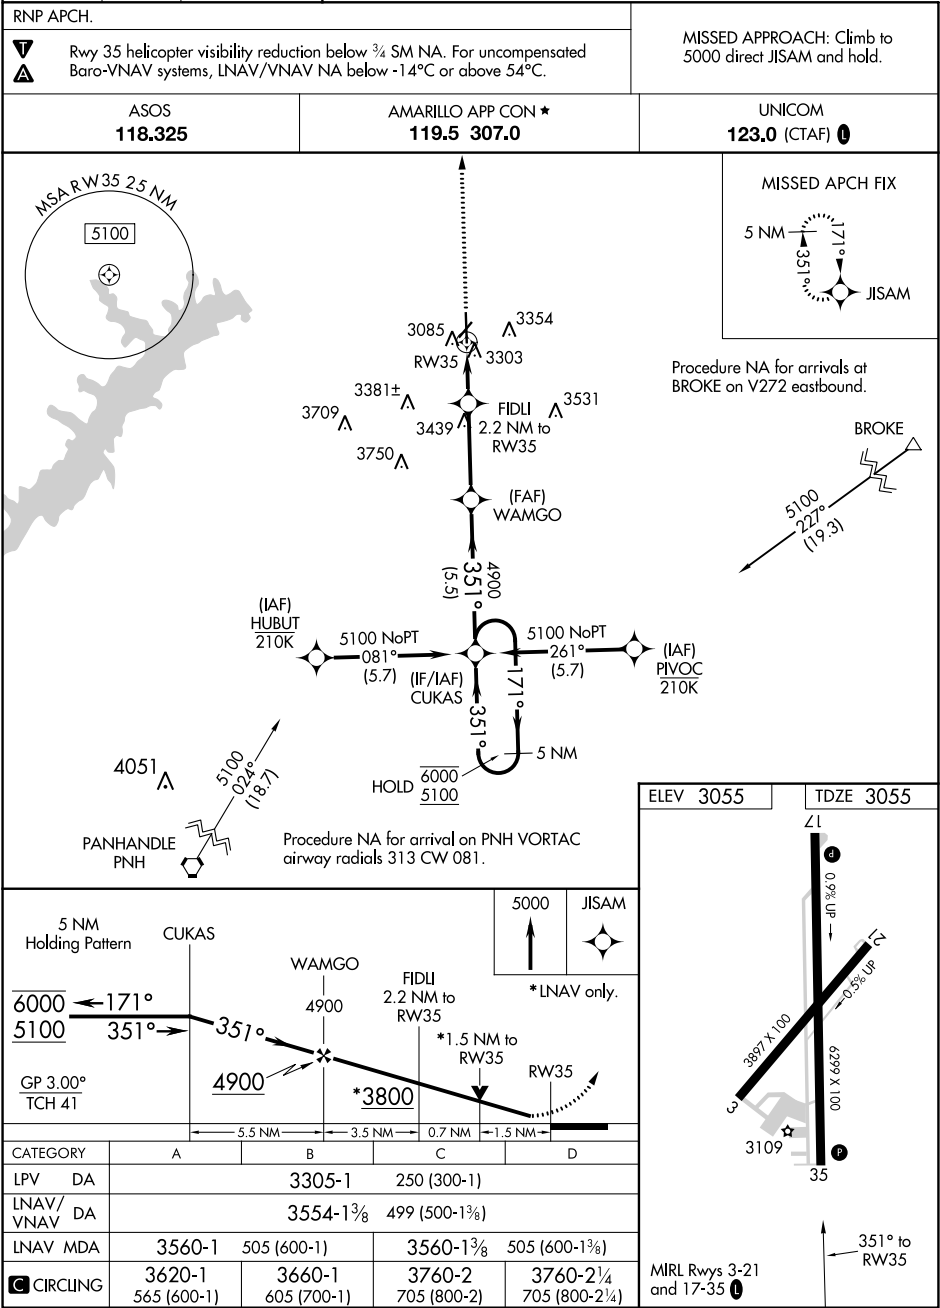 RNP APCH.
T
A
Rwy 35 helicopter visibility reduction below ¾ SM NA. For uncompensated
Baro-VNAV systems, LNAV/VNAV NA below -14°C or above 54°C.
MISSED APPROACH: Climb to
5000 direct JISAM and hold.
ASOS
118.325
AMARILLO APP CON ★
119.5 307.0
UNICOM
123.0 (CTAF) L
MSA RW35 25 NM
5100
MISSED APCH FIX
5 NM
171°
351°
JISAM
3085
3354
RW35
3303
Procedure NA for arrivals at
BROKE on V272 eastbound.
3381±
3709
FIDLI
2.2 NM to
RW35
3439
3531
3750
BROKE
5100
227°
(19.3)
(FAF)
WAMGO
4900
351°
(5.5)
(IAF)
HUBUT
210K
5100 NoPT
081°
(5.7)
(IF/IAF)
CUKAS
5100 NoPT
261°
(5.7)
(IAF)
PIVOC
210K
171°
351°
5 NM
HOLD
6000
5100
4051
5100
024°
(18.7)
PANHANDLE
PNH
Procedure NA for arrival on PNH VORTAC
airway radials 313 CW 081.
ELEV 3055
TDZE 3055
17
P
0.9% UP
21
0.5% UP
3897 X 100
6299 X 100
3
3109
P
35
351° to
RW35
MIRL Rwys 3-21
and 17-35 L
5 NM
Holding Pattern
CUKAS
WAMGO
4900
FIDLI
2.2 NM to
RW35
5000
JISAM
*LNAV only.
6000
5100
171°
351°
351°
*1.5 NM to
RW35
RW35
4900
*3800
GP 3.00°
TCH 41
5.5 NM
3.5 NM
0.7 NM
1.5 NM
CATEGORY A B C D
LPV DA 3305-1 250 (300-1)
LNAV/
VNAV DA 3554-1⅜ 499 (500-1⅜)
LNAV MDA 3560-1 505 (600-1) 3560-1⅜ 505 (600-1⅜)
C CIRCLING 3620-1 3660-1 3760-2 3760-2¼
565 (600-1) 605 (700-1) 705 (800-2) 705 (800-2¼)